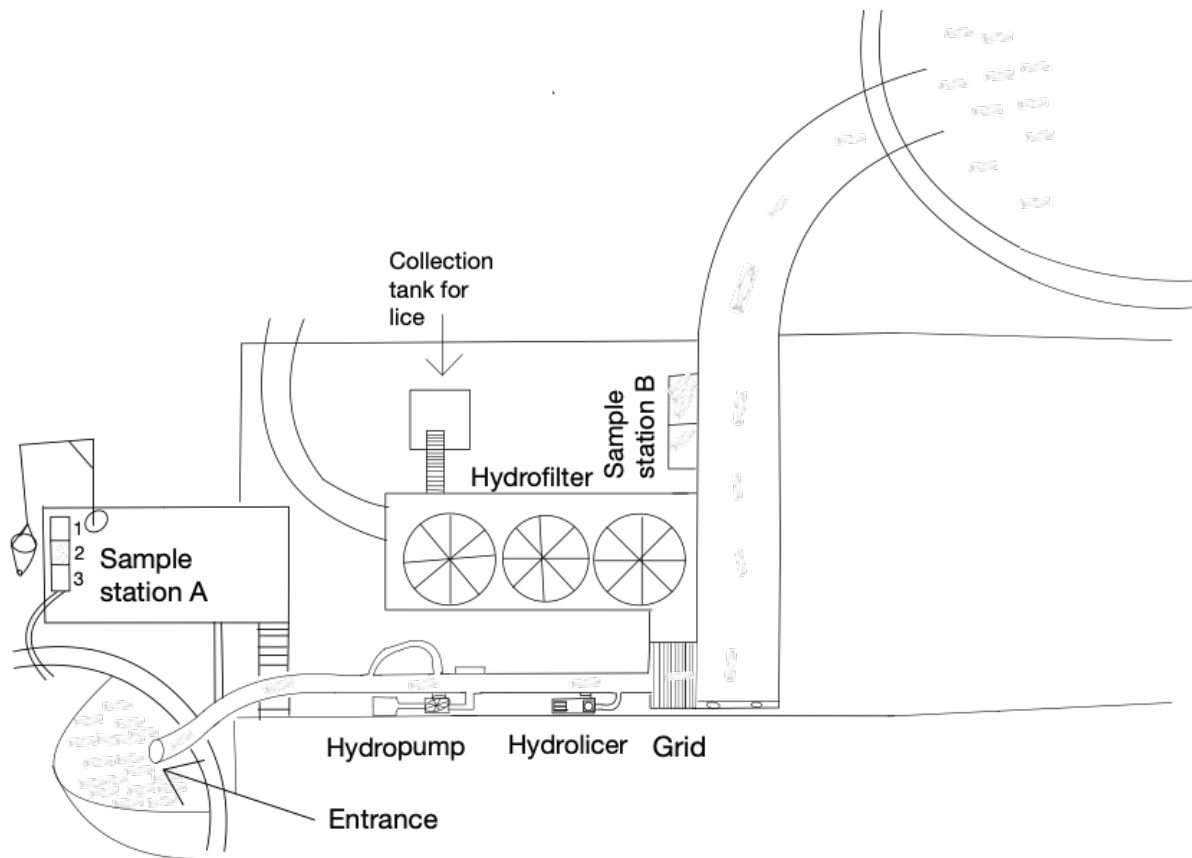 Collection
tank for
lice
Sample
station B
Hydrofilter
1
2
3
Sample
station A
Hydropump
Hydrolicer
Grid
Entrance